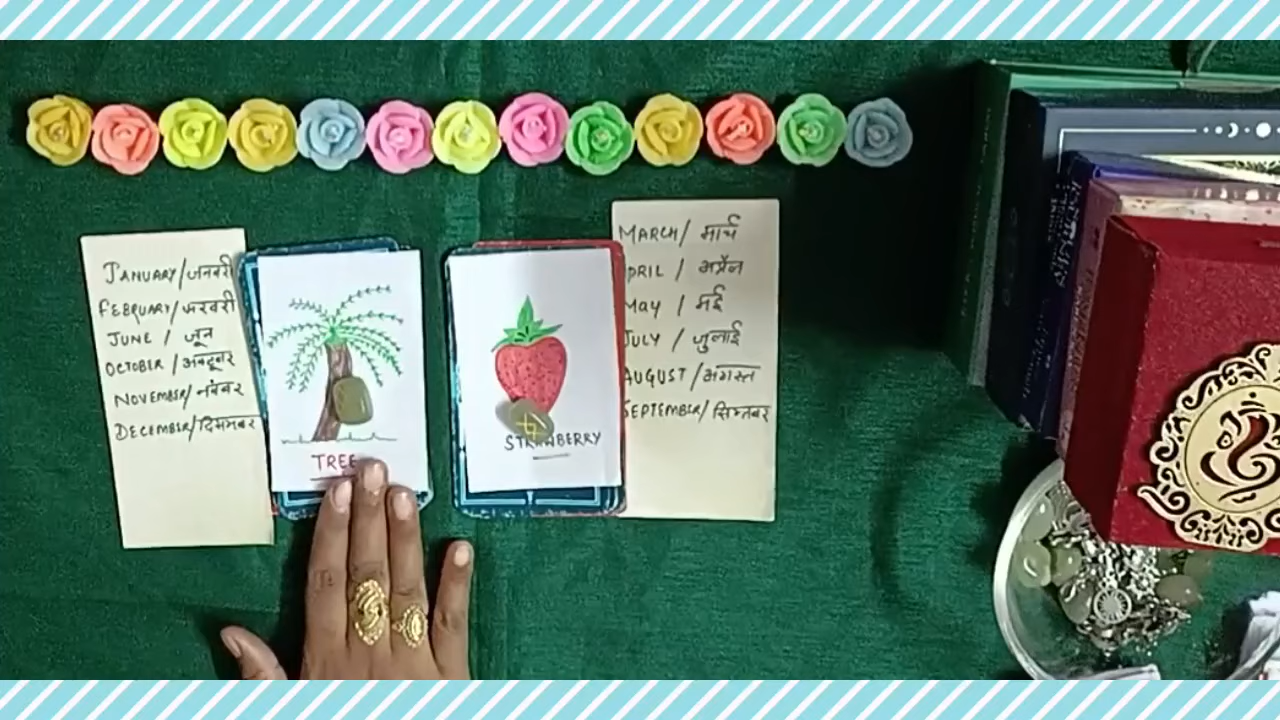 JANUARY/जनवरी
FEBRUARY/फरवरी
JUNE / जून
OCTOBER/अक्टूबर
NOVEMBER/नवंबर
DECEMBER/दिसम्बर
TREE
STRAWBERRY
MARCH/ मार्च
APRIL / अप्रैल
MAY / मई
JULY / जुलाई
AUGUST/अगस्त
SEPTEMBER/सितम्बर